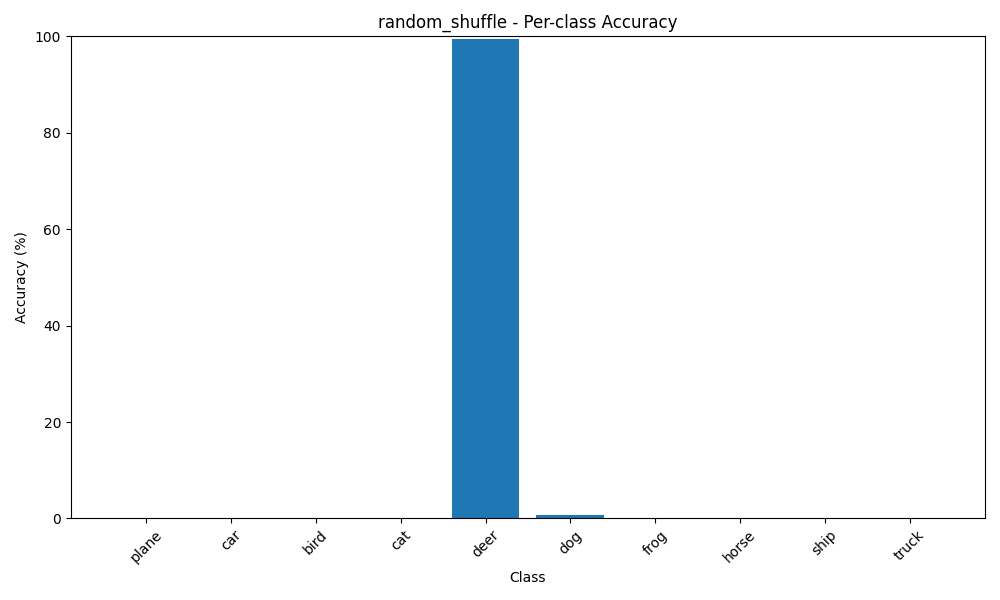 random_shuffle - Per-class Accuracy
100
80
60
40
20
0
Accuracy (%)
plane
car
bird
cat
deer
dog
frog
horse
ship
truck
Class